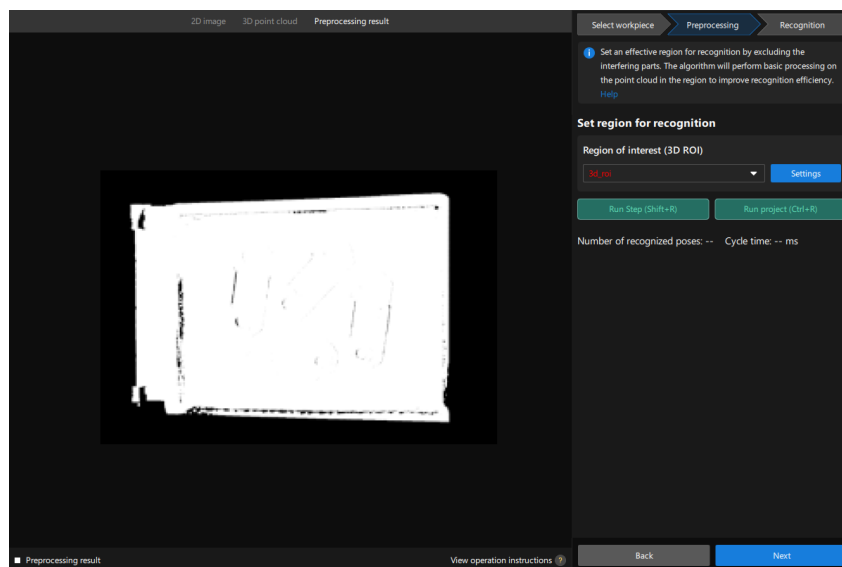 2D image 3D point cloud Preprocessing result
Select workpiece Preprocessing Recognition
Set an effective region for recognition by excluding the
interfering parts. The algorithm will perform basic processing on
the point cloud in the region to improve recognition efficiency.
Help
Set region for recognition
Region of interest (3D ROI)
3d_roi Settings
Run Step (Shift+R) Run project (Ctrl+R)
Number of recognized poses: -- Cycle time: -- ms
Preprocessing result View operation instructions ?
Back Next